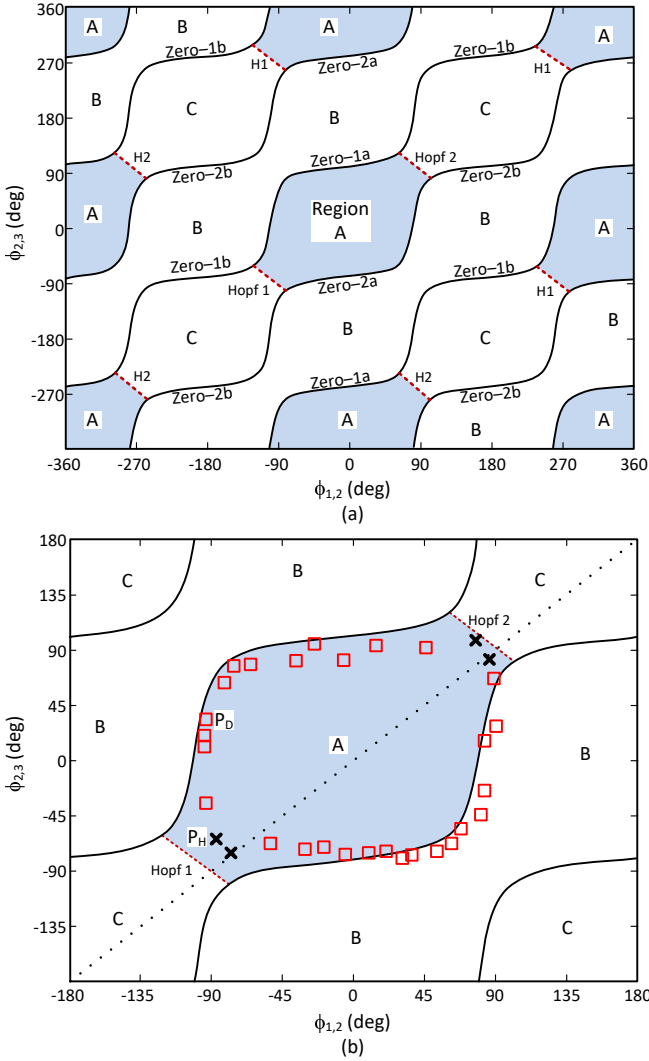 360
270
180
90
0
-90
-180
-270
ϕ2,3 (deg)
A B Zero–1b A B Zero–1b A
H1 Zero–2a H1
B C B C
H2 Zero–1a Hopf 2
Zero–2b Zero–2b
A B Region A B A
Zero–1b Zero–1b
Hopf 1 Zero–2a H1
C B C B
H2 Zero–1a H2
Zero–2b Zero–2b
A A B A
-360 -270 -180 -90 0 90 180 270 360
ϕ1,2 (deg)
(a)
180
135
90
45
0
-45
-90
-135
ϕ2,3 (deg)
C B C
Hopf 2
PD
A
B B
PH
Hopf 1
C B C
-180 -135 -90 -45 0 45 90 135 180
ϕ1,2 (deg)
(b)